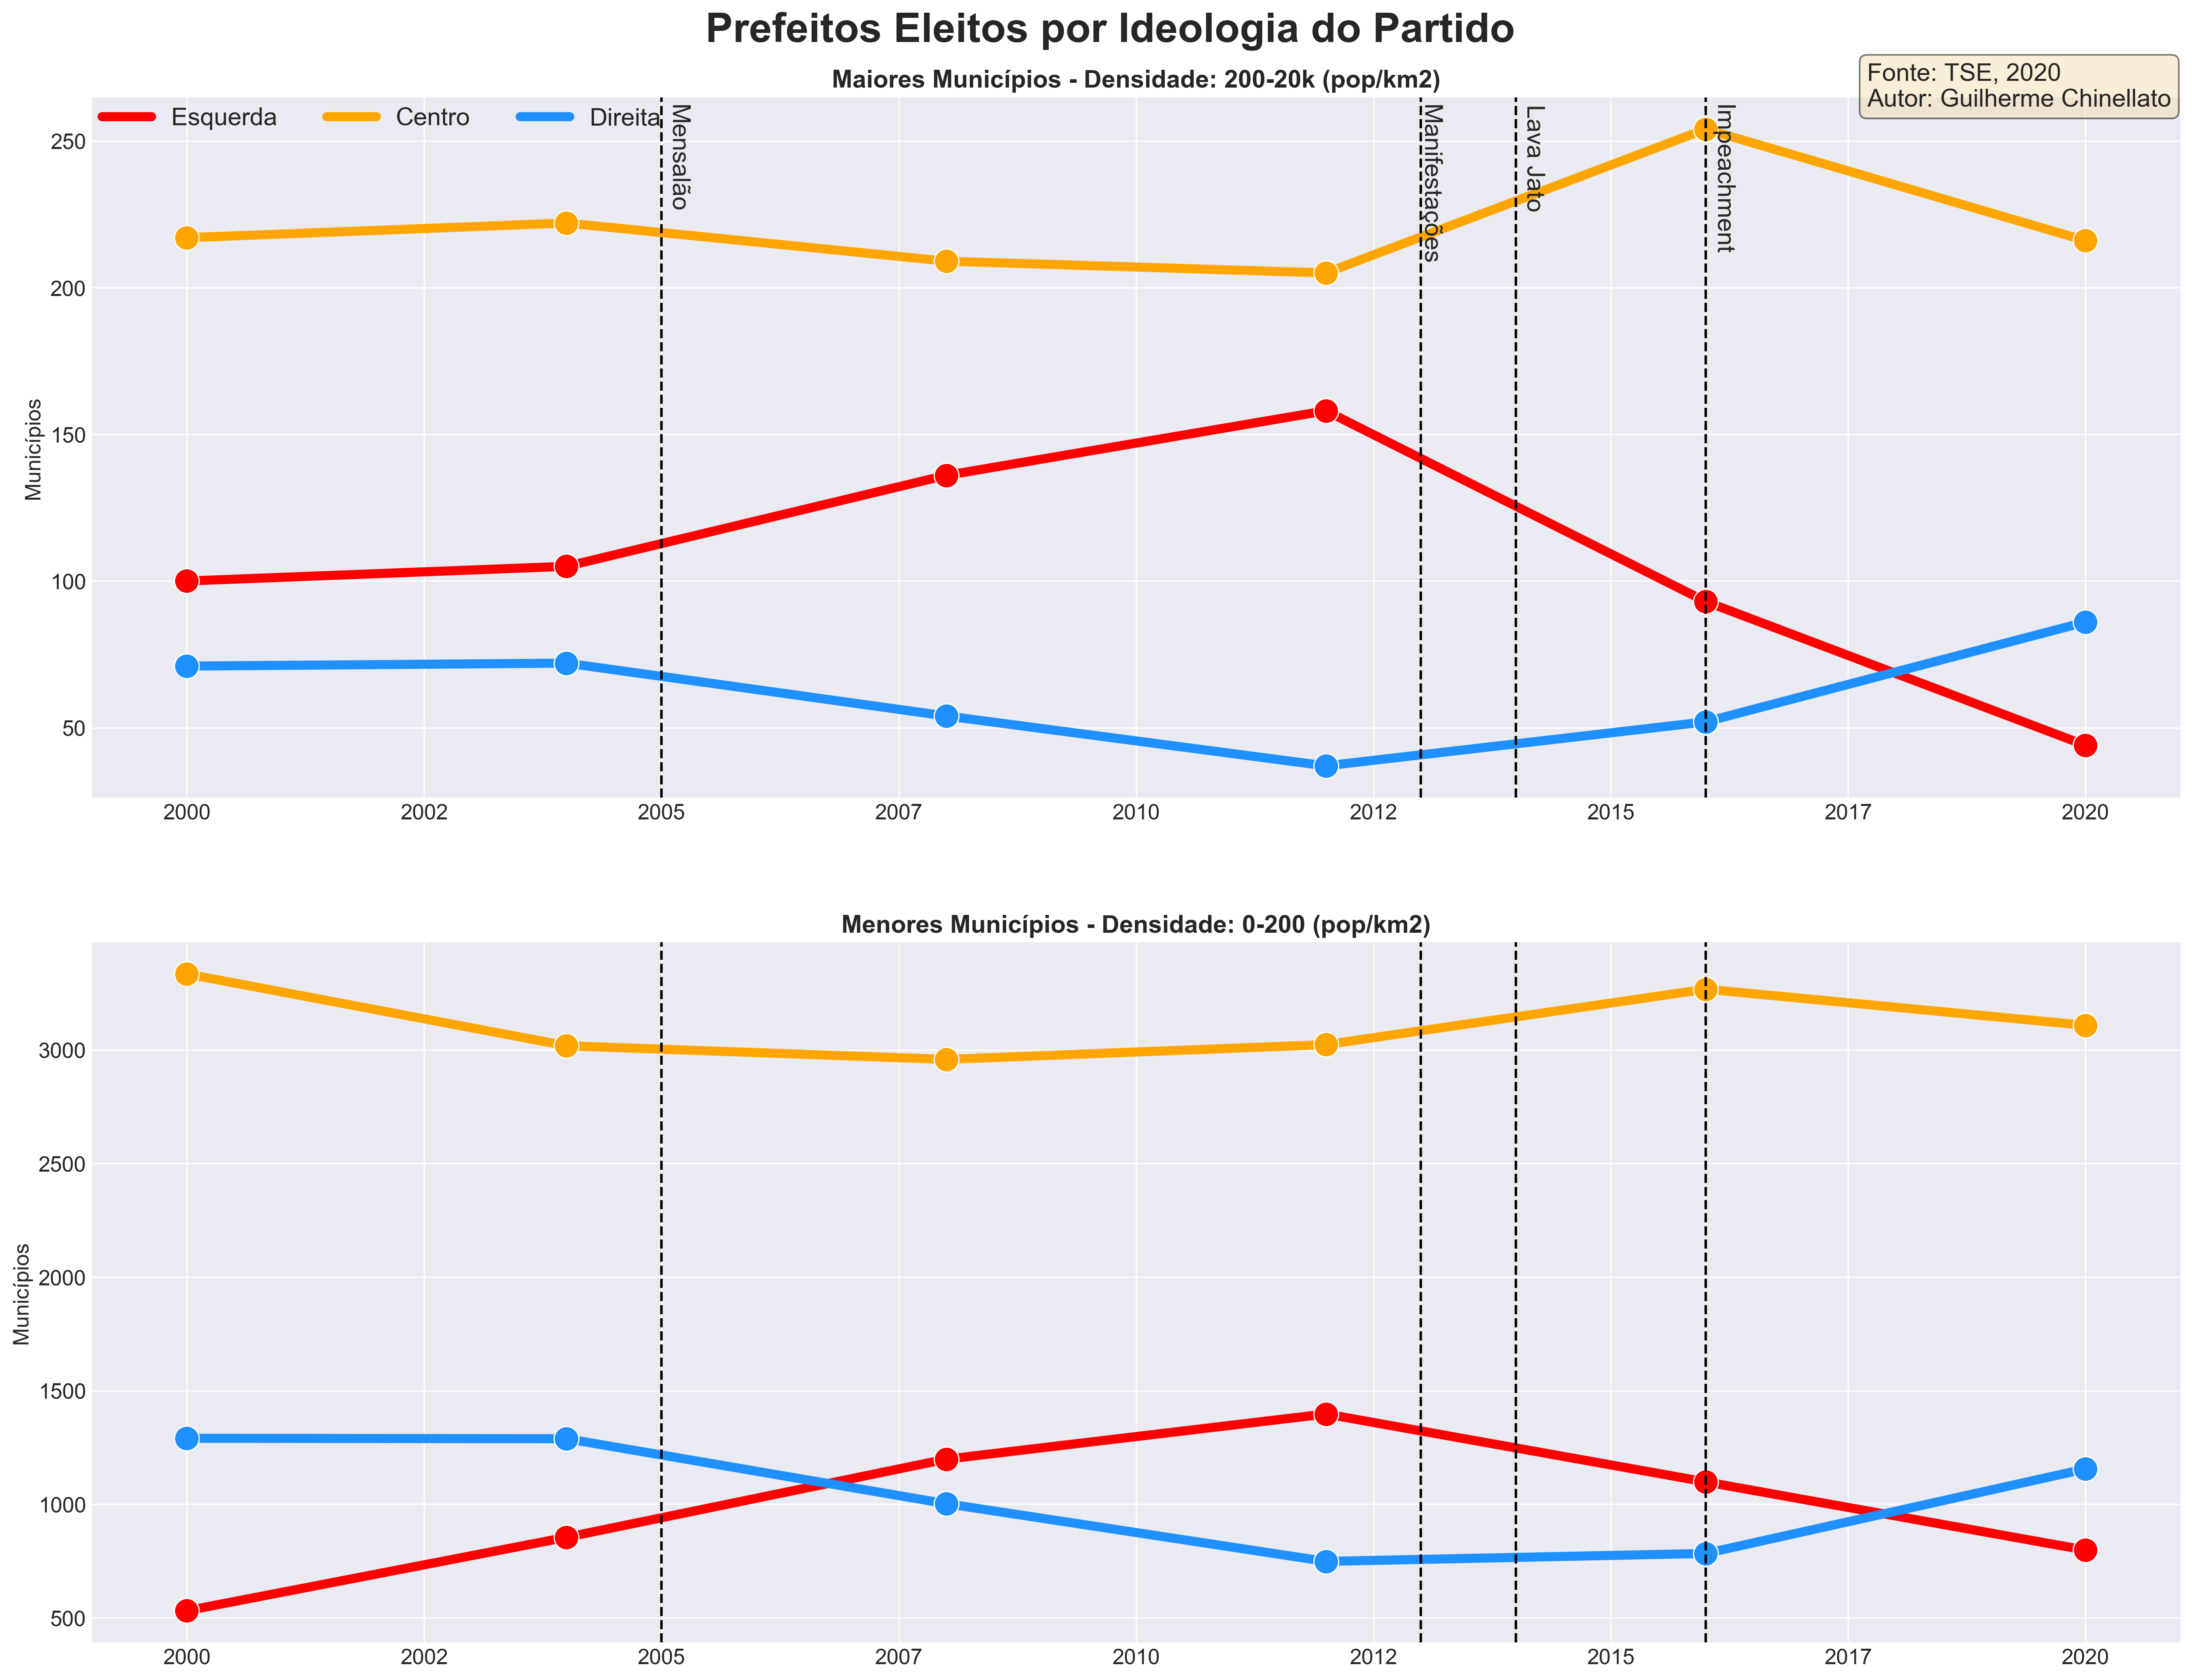 Prefeitos Eleitos por Ideologia do Partido
Maiores Municípios - Densidade: 200-20k (pop/km2)
Fonte: TSE, 2020
Autor: Guilherme Chinellato
Esquerda
Centro
Direita
Mensalão
Manifestações
Lava Jato
Impeachment
Municípios
250
200
150
100
50
2000 2002 2005 2007 2010 2012 2015 2017 2020
Menores Municípios - Densidade: 0-200 (pop/km2)
Municípios
3000
2500
2000
1500
1000
500
2000 2002 2005 2007 2010 2012 2015 2017 2020